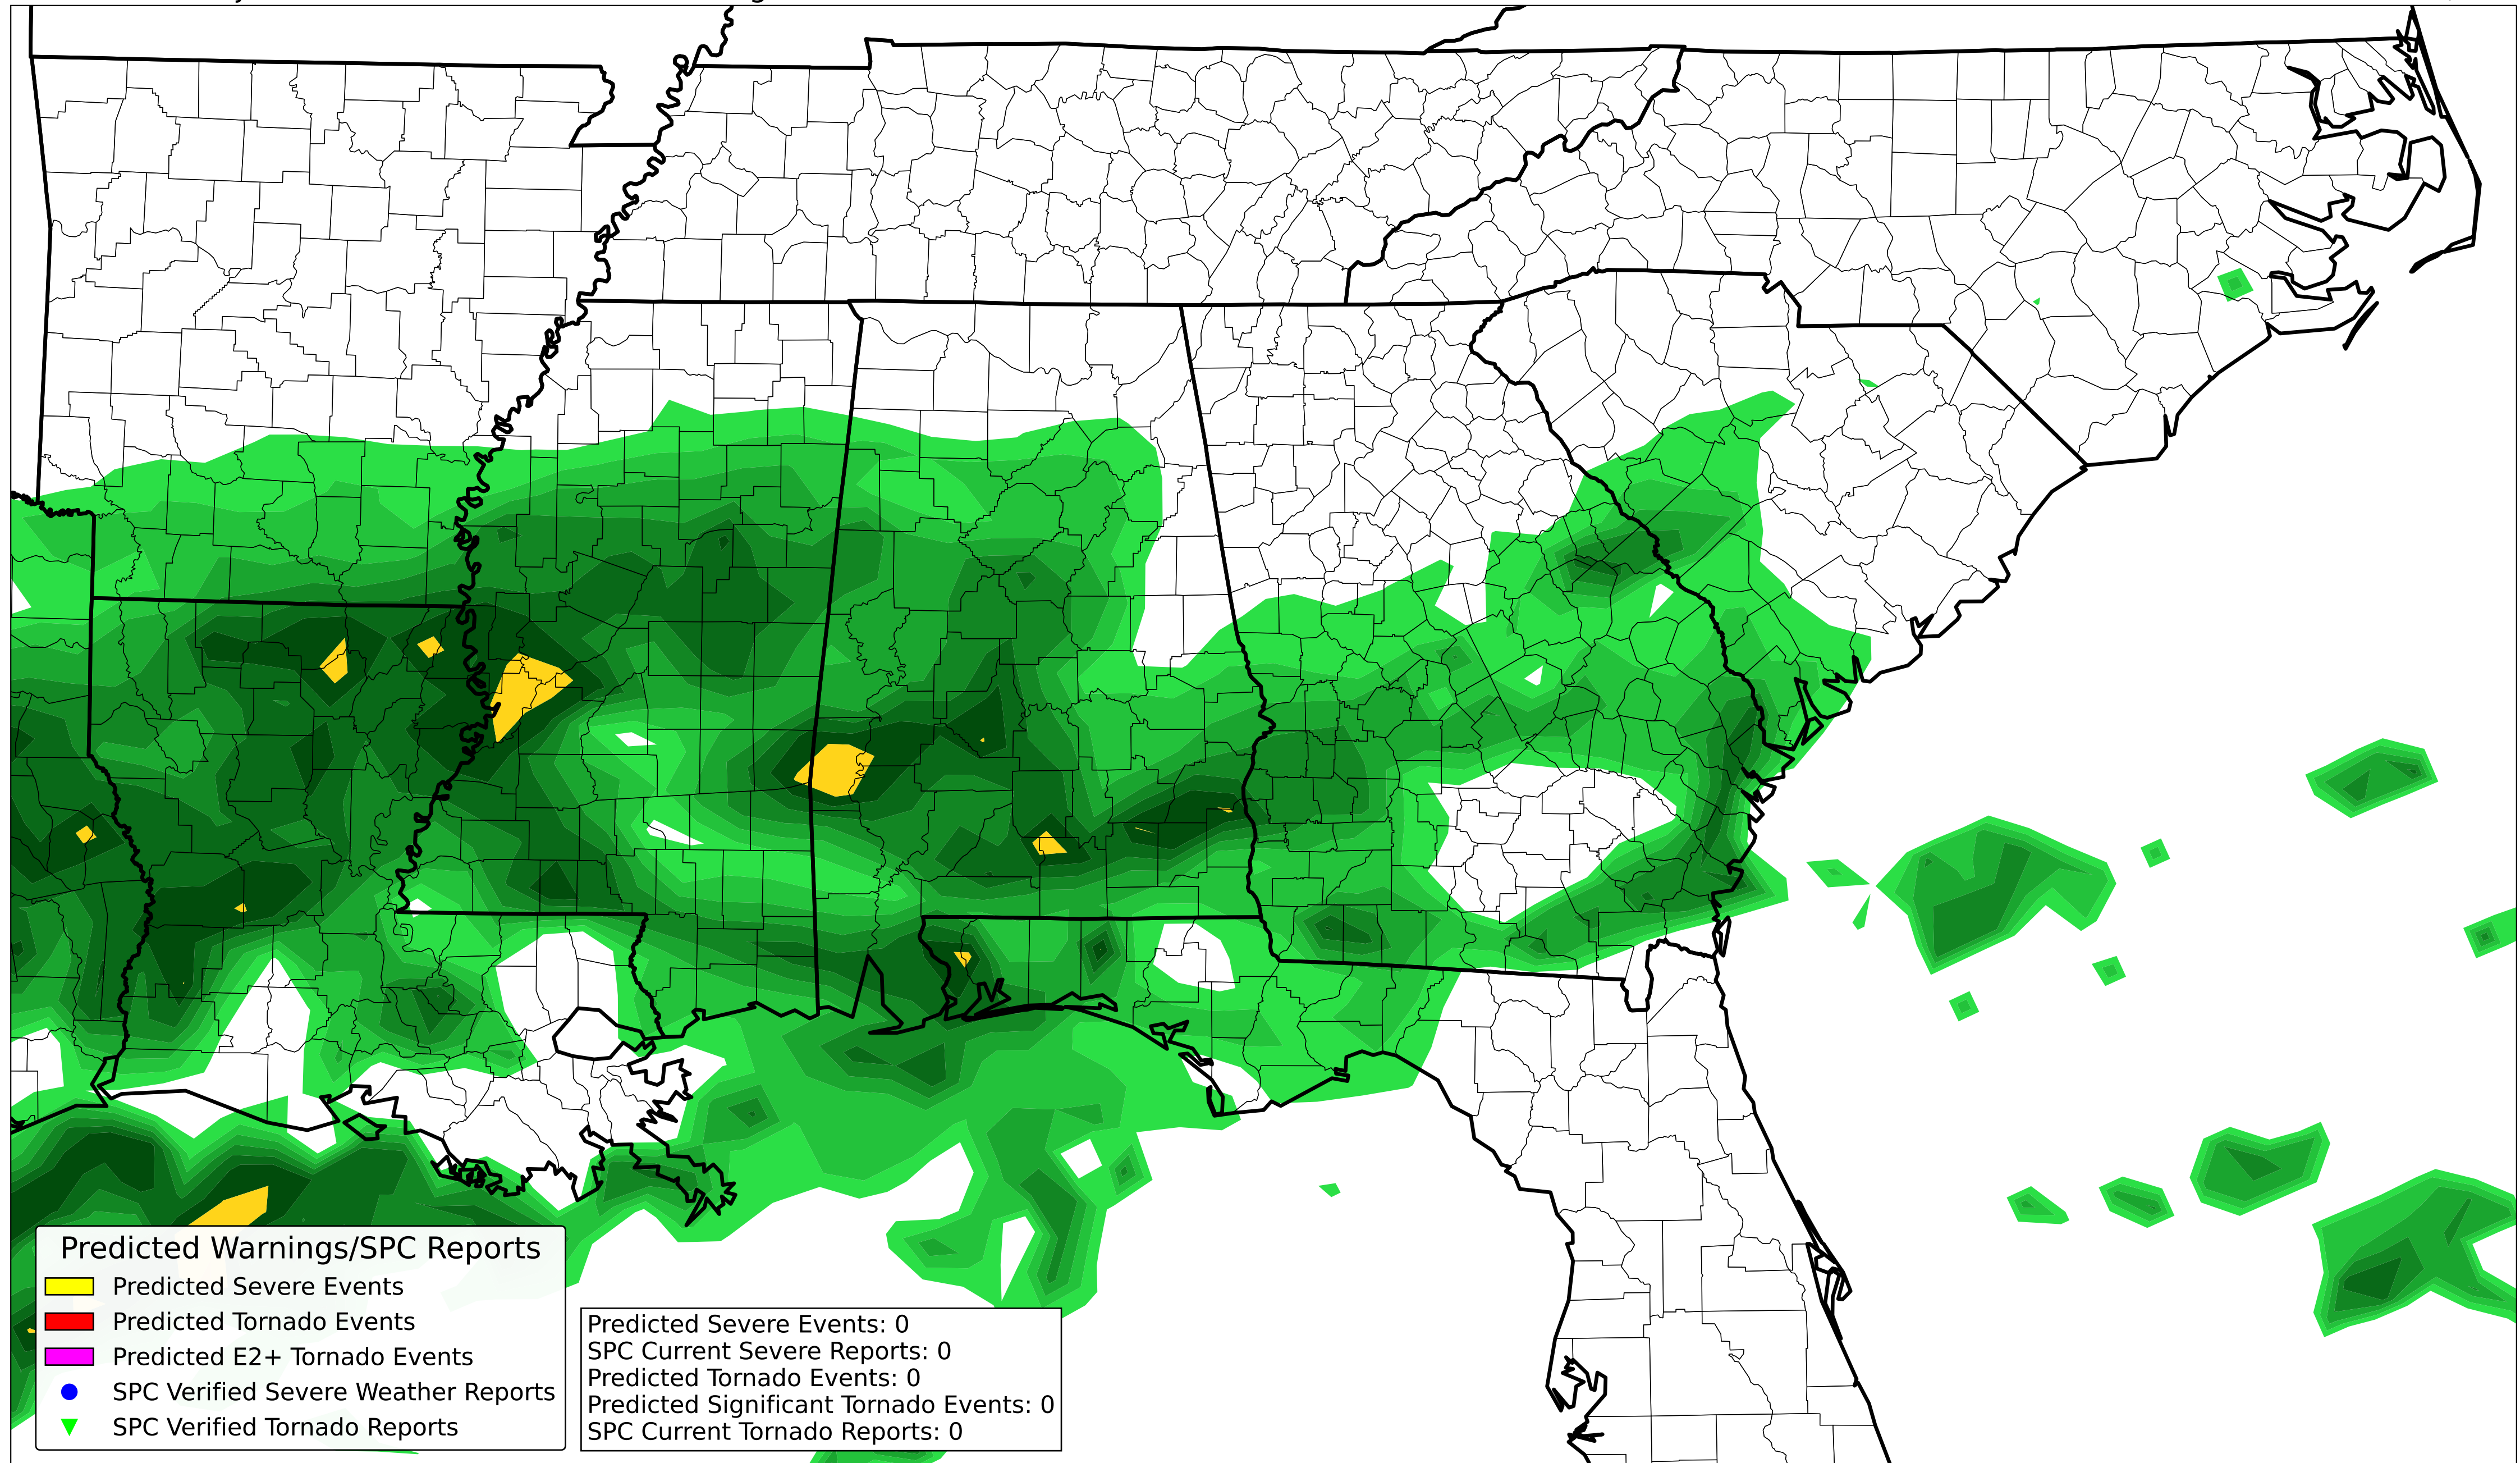 Predicted Warnings/SPC Reports
Predicted Severe Events
Predicted Tornado Events
Predicted E2+ Tornado Events
SPC Verified Severe Weather Reports
SPC Verified Tornado Reports
Predicted Severe Events: 0
SPC Current Severe Reports: 0
Predicted Tornado Events: 0
Predicted Significant Tornado Events: 0
SPC Current Tornado Reports: 0